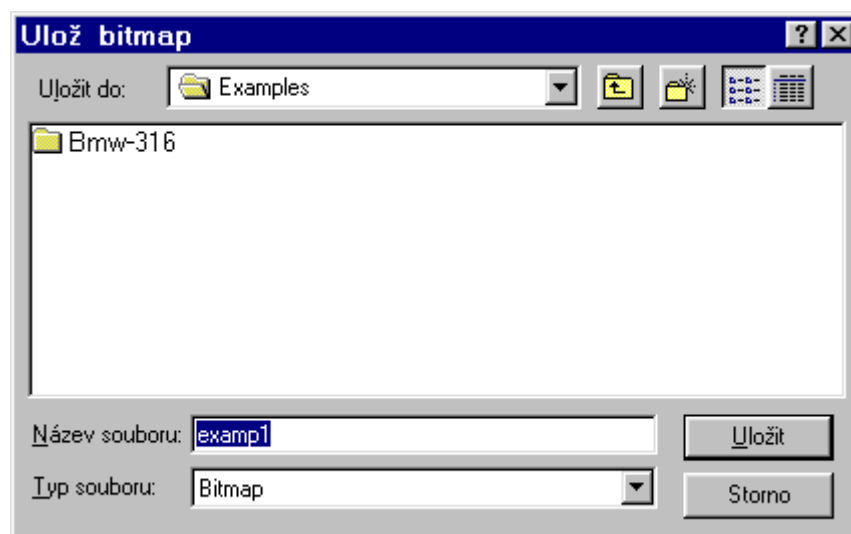 Ulož bitmap
Uložit do: Examples
Bmw-316
Název souboru: examp1 Uložit
Typ souboru: Bitmap Storno